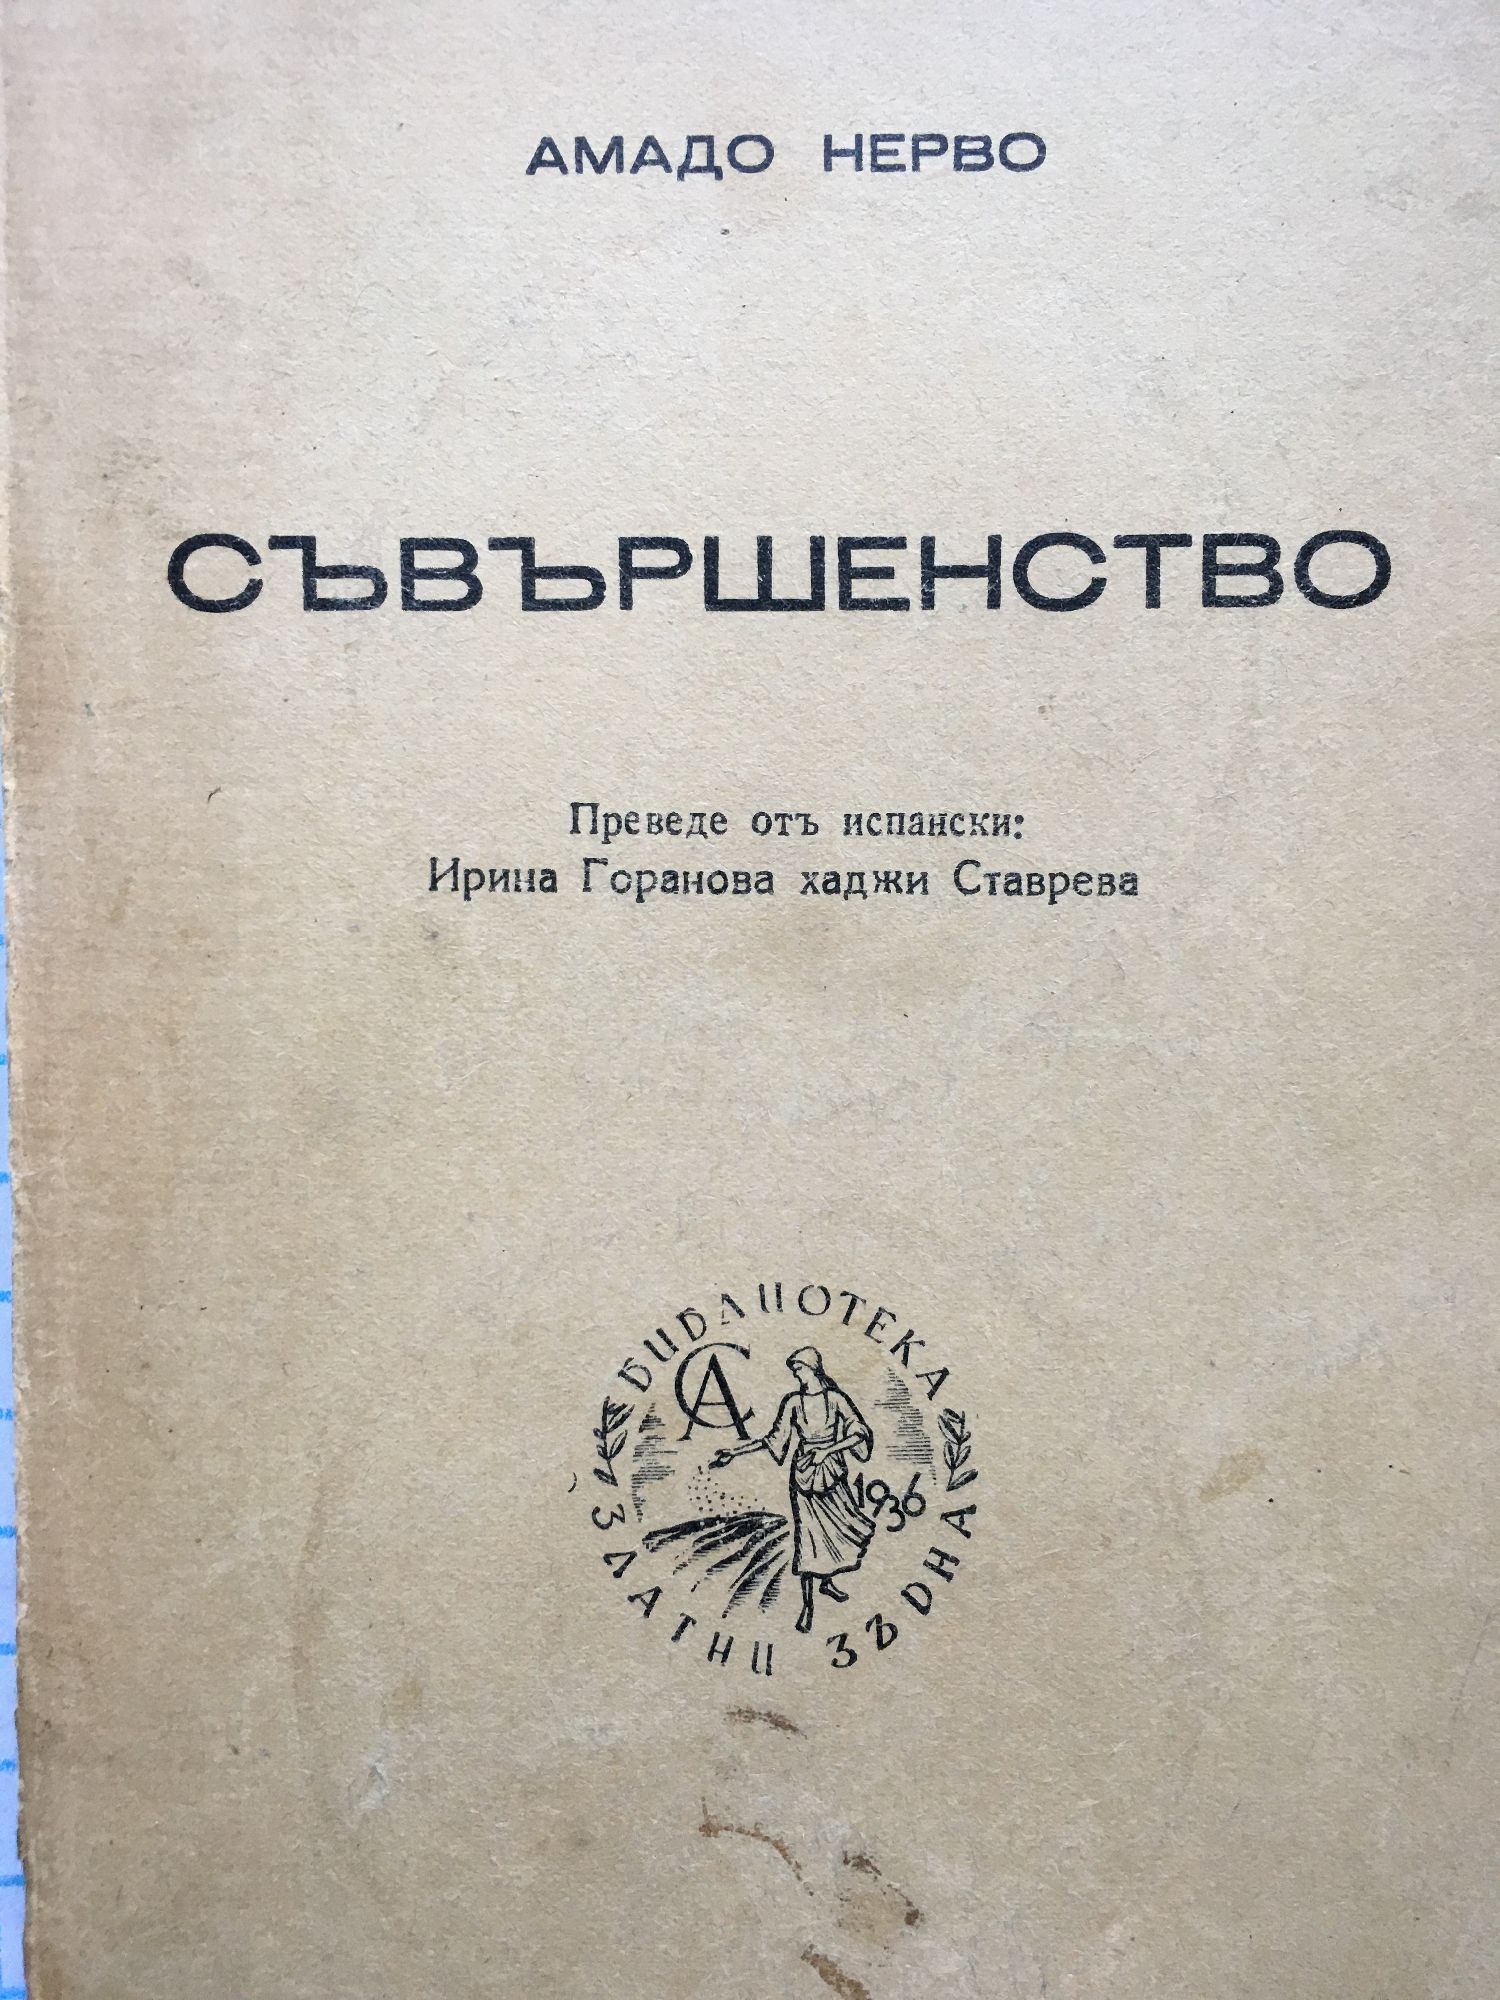 АМАДО НЕРВО
СЪВЪРШЕНСТВО
Преведе отъ испански:
Ирина Горанова хаджи Ставрева
БИБЛИОТЕКА
СА
1936
ЗЛАТНИ ЗЪРНА